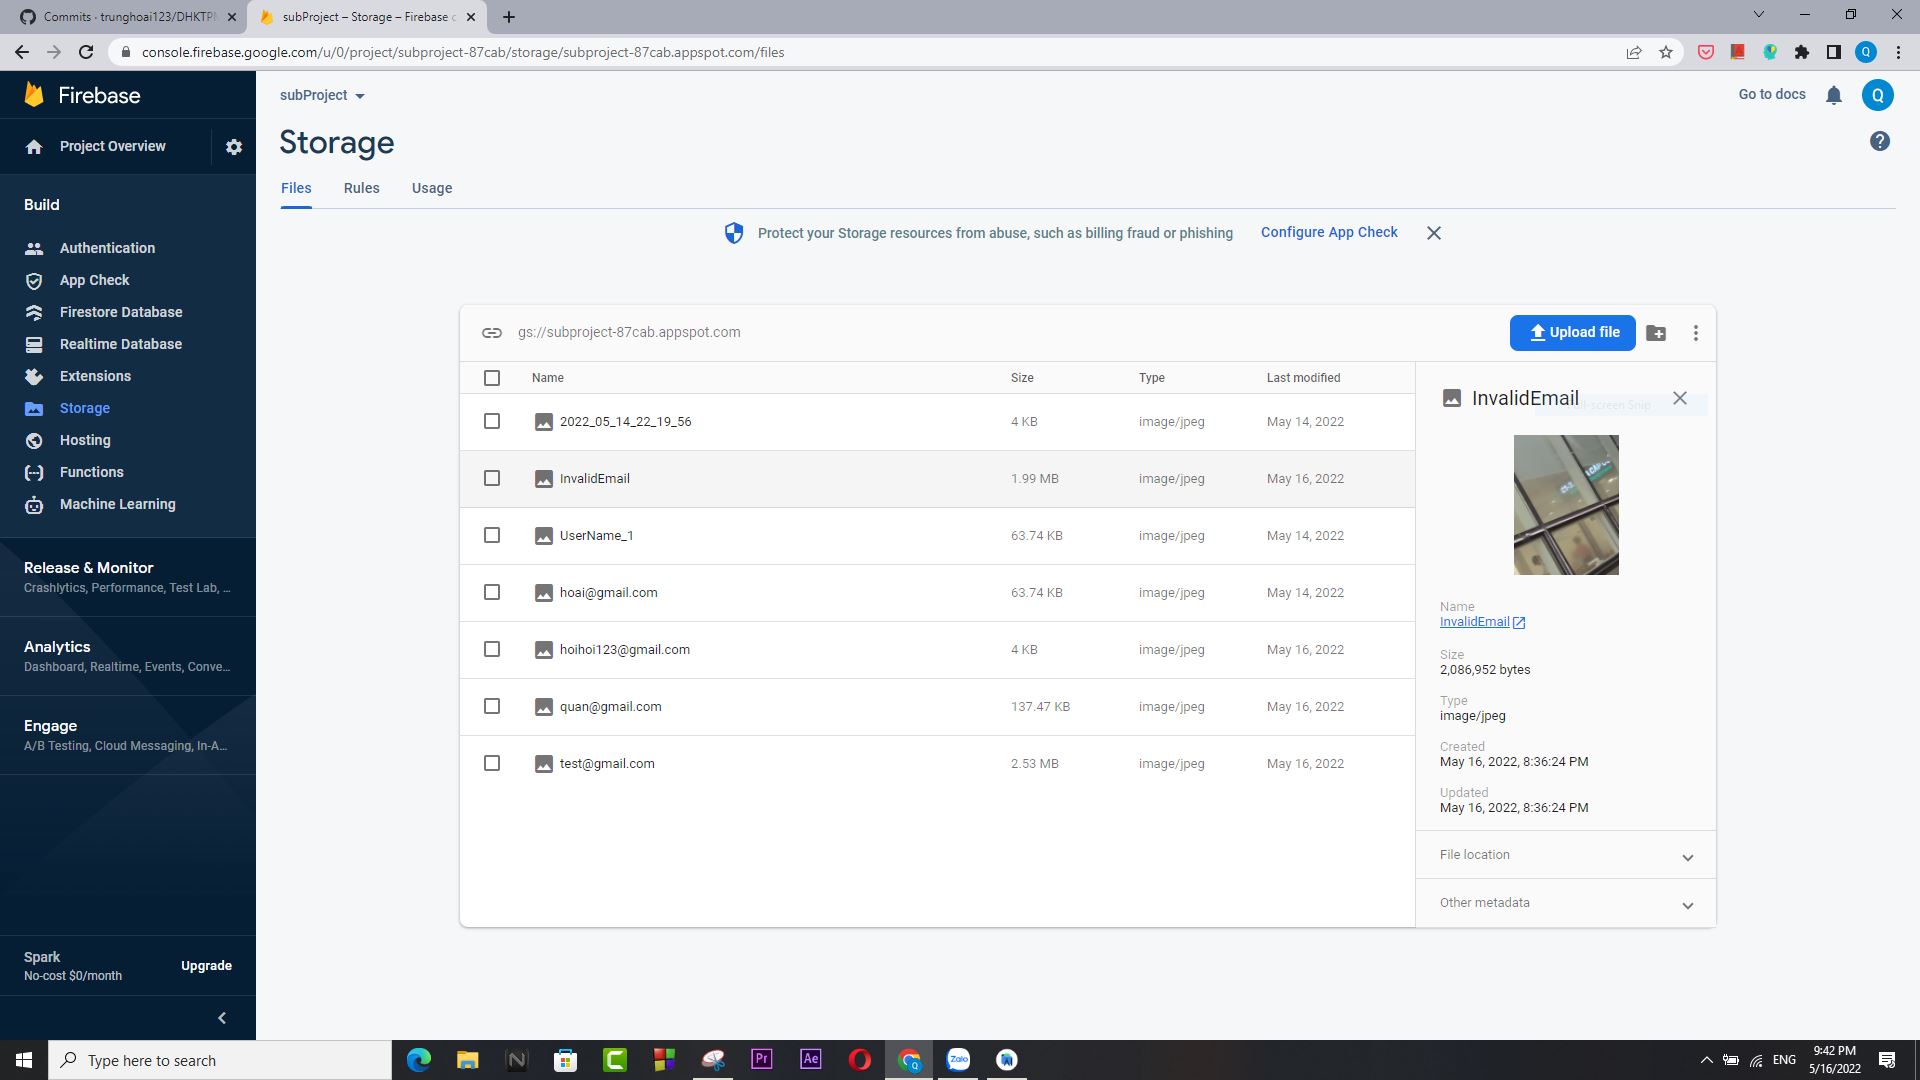 Commits · trunghoai123/DHKTPM
subProject – Storage – Firebase c
console.firebase.google.com/u/0/project/subproject-87cab/storage/subproject-87cab.appspot.com/files
Q
Firebase
subProject
Go to docs
Q
Project Overview
Storage
Files
Rules
Usage
Build
Authentication
App Check
Firestore Database
Realtime Database
Extensions
Storage
Hosting
Functions
Machine Learning
Release & Monitor
Crashlytics, Performance, Test Lab, ...
Analytics
Dashboard, Realtime, Events, Conve...
Engage
A/B Testing, Cloud Messaging, In-A...
Spark
No-cost $0/month
Upgrade
Protect your Storage resources from abuse, such as billing fraud or phishing
Configure App Check
gs://subproject-87cab.appspot.com
Upload file
Name Size Type Last modified
2022_05_14_22_19_56 4 KB image/jpeg May 14, 2022
InvalidEmail 1.99 MB image/jpeg May 16, 2022
UserName_1 63.74 KB image/jpeg May 14, 2022
hoai@gmail.com 63.74 KB image/jpeg May 14, 2022
hoihoi123@gmail.com 4 KB image/jpeg May 16, 2022
quan@gmail.com 137.47 KB image/jpeg May 16, 2022
test@gmail.com 2.53 MB image/jpeg May 16, 2022
InvalidEmail
Name
InvalidEmail
Size
2,086,952 bytes
Type
image/jpeg
Created
May 16, 2022, 8:36:24 PM
Updated
May 16, 2022, 8:36:24 PM
File location
Other metadata
Type here to search
Pr
Ae
Zalo
ENG
9:42 PM
5/16/2022